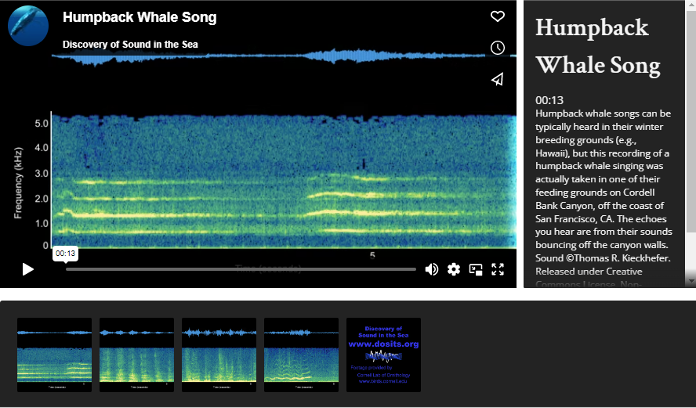 Humpback Whale Song
Discovery of Sound in the Sea
5.0
4.0
3.0
2.0
1.0
0
Frequency (kHz)
5
Time (seconds)
00:13
Humpback
Whale Song
00:13
Humpback whale songs can be
typically heard in their winter
breeding grounds (e.g.,
Hawaii), but this recording of a
humpback whale singing was
actually taken in one of their
feeding grounds on Cordell
Bank Canyon, off the coast of
San Francisco, CA. The echoes
you hear are from their sounds
bouncing off the canyon walls.
Sound ©Thomas R. Kieckhefer.
Released under Creative
Commons License, Non-
Discovery of
Sound in the Sea
www.dosits.org